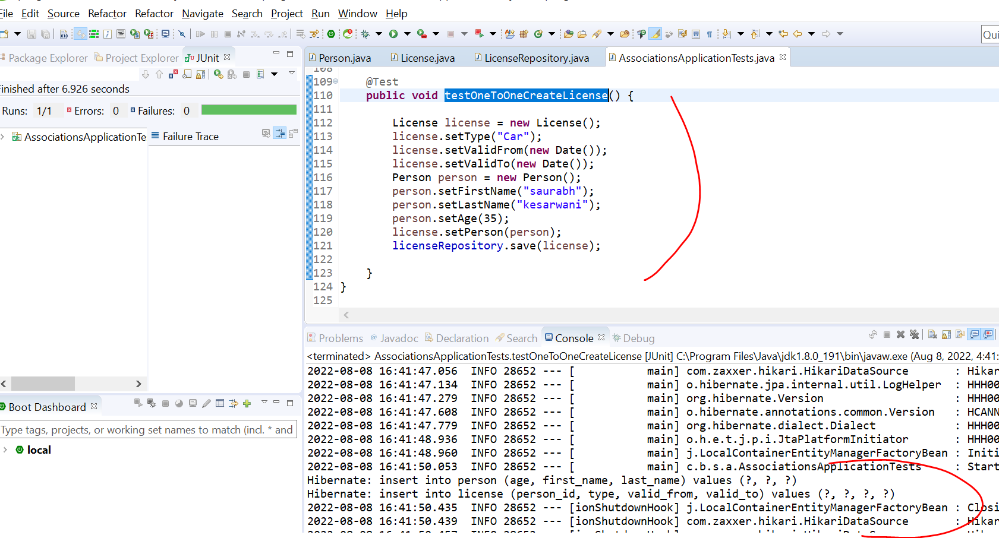 File Edit Source Refactor Refactor Navigate Search Project Run Window Help
Qui
Package Explorer Project Explorer JUnit
Finished after 6.926 seconds
Runs: 1/1 Errors: 0 Failures: 0
AssociationsApplicationTe
Failure Trace
Person.java License.java LicenseRepository.java AssociationsApplicationTests.java
108
109 @Test
110 public void testOneToOneCreateLicense() {
111
112 License license = new License();
113 license.setType("Car");
114 license.setValidFrom(new Date());
115 license.setValidTo(new Date());
116 Person person = new Person();
117 person.setFirstName("saurabh");
118 person.setLastName("kesarwani");
119 person.setAge(35);
120 license.setPerson(person);
121 licenseRepository.save(license);
122
123 }
124 }
125
Boot Dashboard
Type tags, projects, or working set names to match (incl. * and
local
Problems Javadoc Declaration Search Console Debug
<terminated> AssociationsApplicationTests.testOneToOneCreateLicense [JUnit] C:\Program Files\Java\jdk1.8.0_191\bin\javaw.exe (Aug 8, 2022, 4:41:
2022-08-08 16:41:47.056 INFO 28652 --- [ main] com.zaxxer.hikari.HikariDataSource : Hikar
2022-08-08 16:41:47.134 INFO 28652 --- [ main] o.hibernate.jpa.internal.util.LogHelper : HHH00
2022-08-08 16:41:47.279 INFO 28652 --- [ main] org.hibernate.Version : HHH00
2022-08-08 16:41:47.608 INFO 28652 --- [ main] o.hibernate.annotations.common.Version : HCANN
2022-08-08 16:41:47.779 INFO 28652 --- [ main] org.hibernate.dialect.Dialect : HHH00
2022-08-08 16:41:48.936 INFO 28652 --- [ main] o.h.e.t.j.p.i.JtaPlatformInitiator : HHH00
2022-08-08 16:41:48.960 INFO 28652 --- [ main] j.LocalContainerEntityManagerFactoryBean : Initi
2022-08-08 16:41:50.053 INFO 28652 --- [ main] c.b.s.a.AssociationsApplicationTests : Start
Hibernate: insert into person (age, first_name, last_name) values (?, ?, ?)
Hibernate: insert into license (person_id, type, valid_from, valid_to) values (?, ?, ?, ?)
2022-08-08 16:41:50.435 INFO 28652 --- [ionShutdownHook] j.LocalContainerEntityManagerFactoryBean : Closi
2022-08-08 16:41:50.439 INFO 28652 --- [ionShutdownHook] com.zaxxer.hikari.HikariDataSource : Hikar